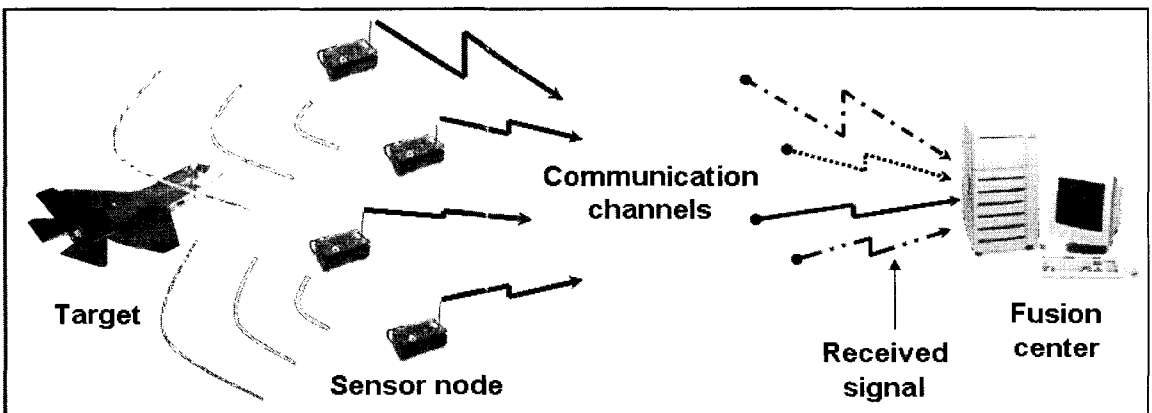 Communication
channels
Target
Sensor node
Received
signal
Fusion
center